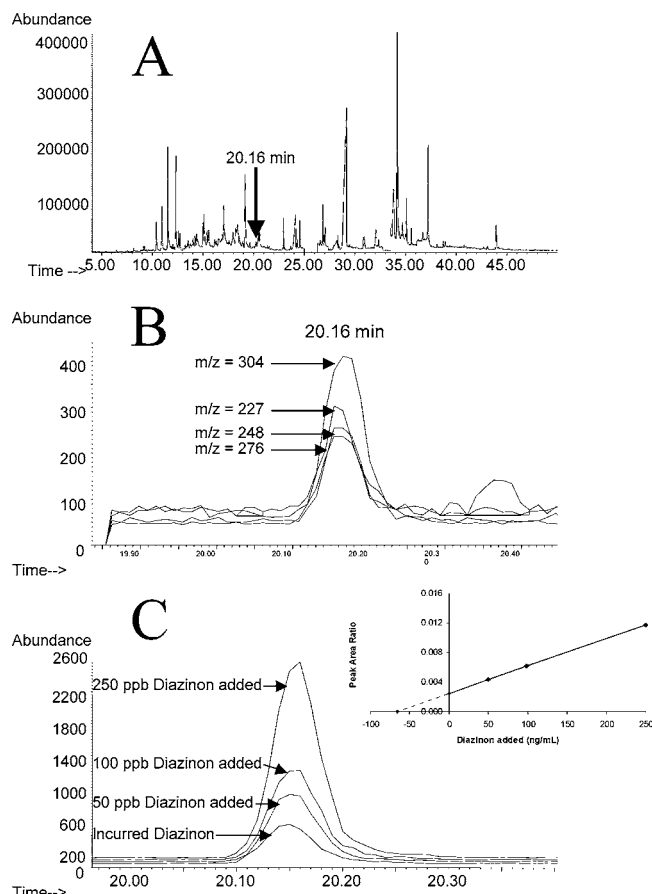 Abundance
400000
A
300000
200000
20.16 min
100000
Time --> 5.00 10.00 15.00 20.00 25.00 30.00 35.00 40.00 45.00
Abundance
B
20.16 min
400
m/z = 304
300
m/z = 227
m/z = 248
200
m/z = 276
100
0
19.90 20.00 20.10 20.20 20.3 20.40
0
Time-->
C
Abundance
2600
250 ppb Diazinon added
2200
1800
1400
100 ppb Diazinon added
1000
50 ppb Diazinon added
600
Incurred Diazinon
200
0
20.00 20.10 20.20 20.30
Time-->
Peak Area Ratio
0.016
0.012
0.008
0.004
0.000
-100 -50 0 50 100 150 200 250
Diazinon added (ng/mL)